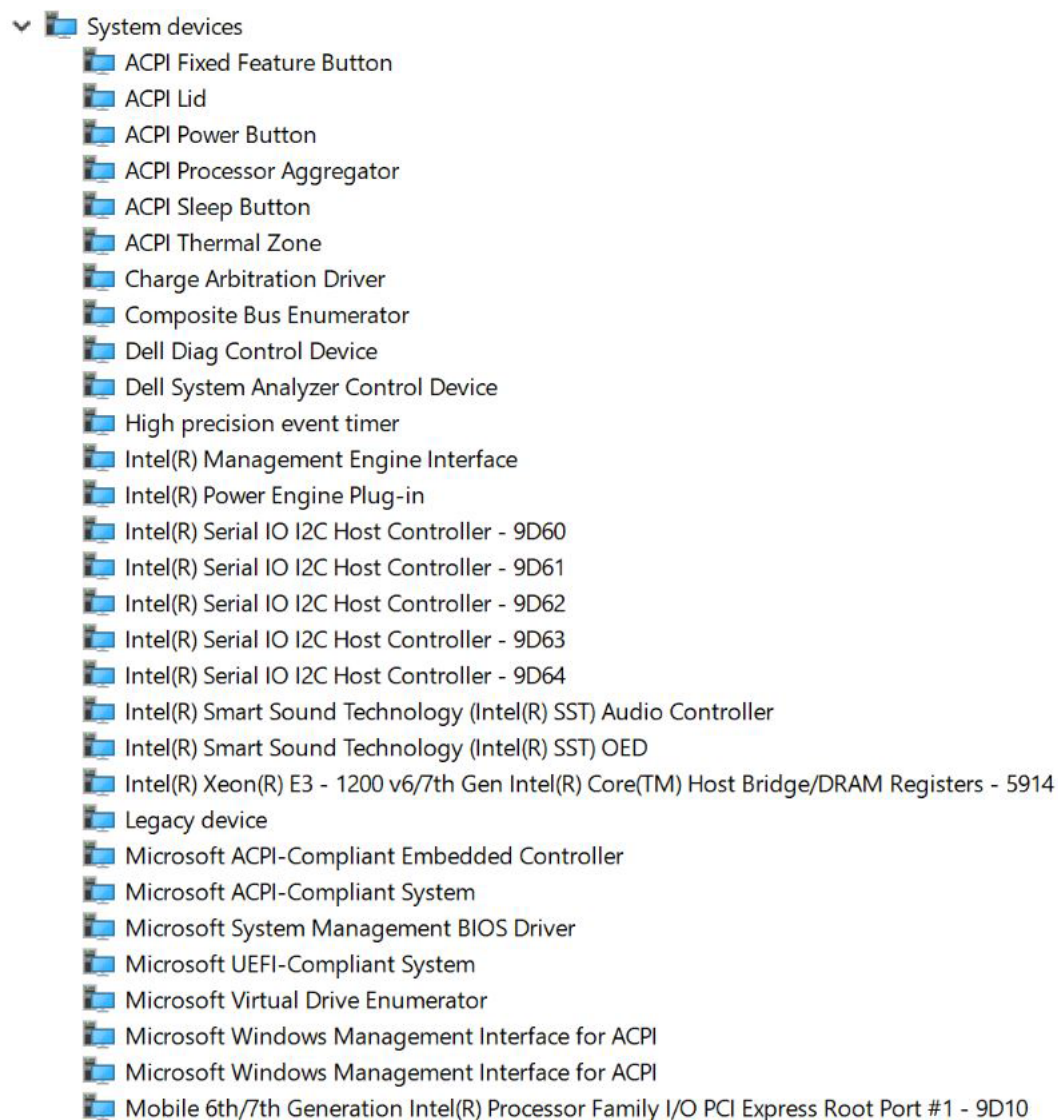 System devices
ACPI Fixed Feature Button
ACPI Lid
ACPI Power Button
ACPI Processor Aggregator
ACPI Sleep Button
ACPI Thermal Zone
Charge Arbitration Driver
Composite Bus Enumerator
Dell Diag Control Device
Dell System Analyzer Control Device
High precision event timer
Intel(R) Management Engine Interface
Intel(R) Power Engine Plug-in
Intel(R) Serial IO I2C Host Controller - 9D60
Intel(R) Serial IO I2C Host Controller - 9D61
Intel(R) Serial IO I2C Host Controller - 9D62
Intel(R) Serial IO I2C Host Controller - 9D63
Intel(R) Serial IO I2C Host Controller - 9D64
Intel(R) Smart Sound Technology (Intel(R) SST) Audio Controller
Intel(R) Smart Sound Technology (Intel(R) SST) OED
Intel(R) Xeon(R) E3 - 1200 v6/7th Gen Intel(R) Core(TM) Host Bridge/DRAM Registers - 5914
Legacy device
Microsoft ACPI-Compliant Embedded Controller
Microsoft ACPI-Compliant System
Microsoft System Management BIOS Driver
Microsoft UEFI-Compliant System
Microsoft Virtual Drive Enumerator
Microsoft Windows Management Interface for ACPI
Microsoft Windows Management Interface for ACPI
Mobile 6th/7th Generation Intel(R) Processor Family I/O PCI Express Root Port #1 - 9D10